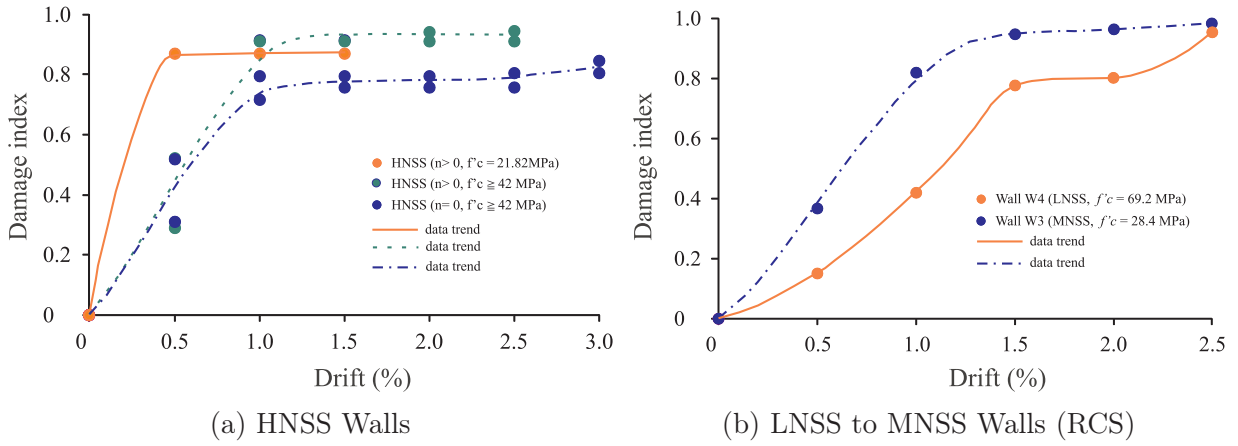 1.0
0.8
0.6
0.4
0.2
0
Damage index
HNSS (n> 0, f'c = 21.82MPa)
HNSS (n> 0, f'c ≧ 42 MPa)
HNSS (n= 0, f'c ≧ 42 MPa)
data trend
data trend
data trend
0 0.5 1.0 1.5 2.0 2.5 3.0
Drift (%)
(a) HNSS Walls
1.0
0.8
0.6
0.4
0.2
0
Damage index
Wall W4 (LNSS, f'c = 69.2 MPa)
Wall W3 (MNSS, f'c = 28.4 MPa)
data trend
data trend
0 0.5 1.0 1.5 2.0 2.5
Drift (%)
(b) LNSS to MNSS Walls (RCS)